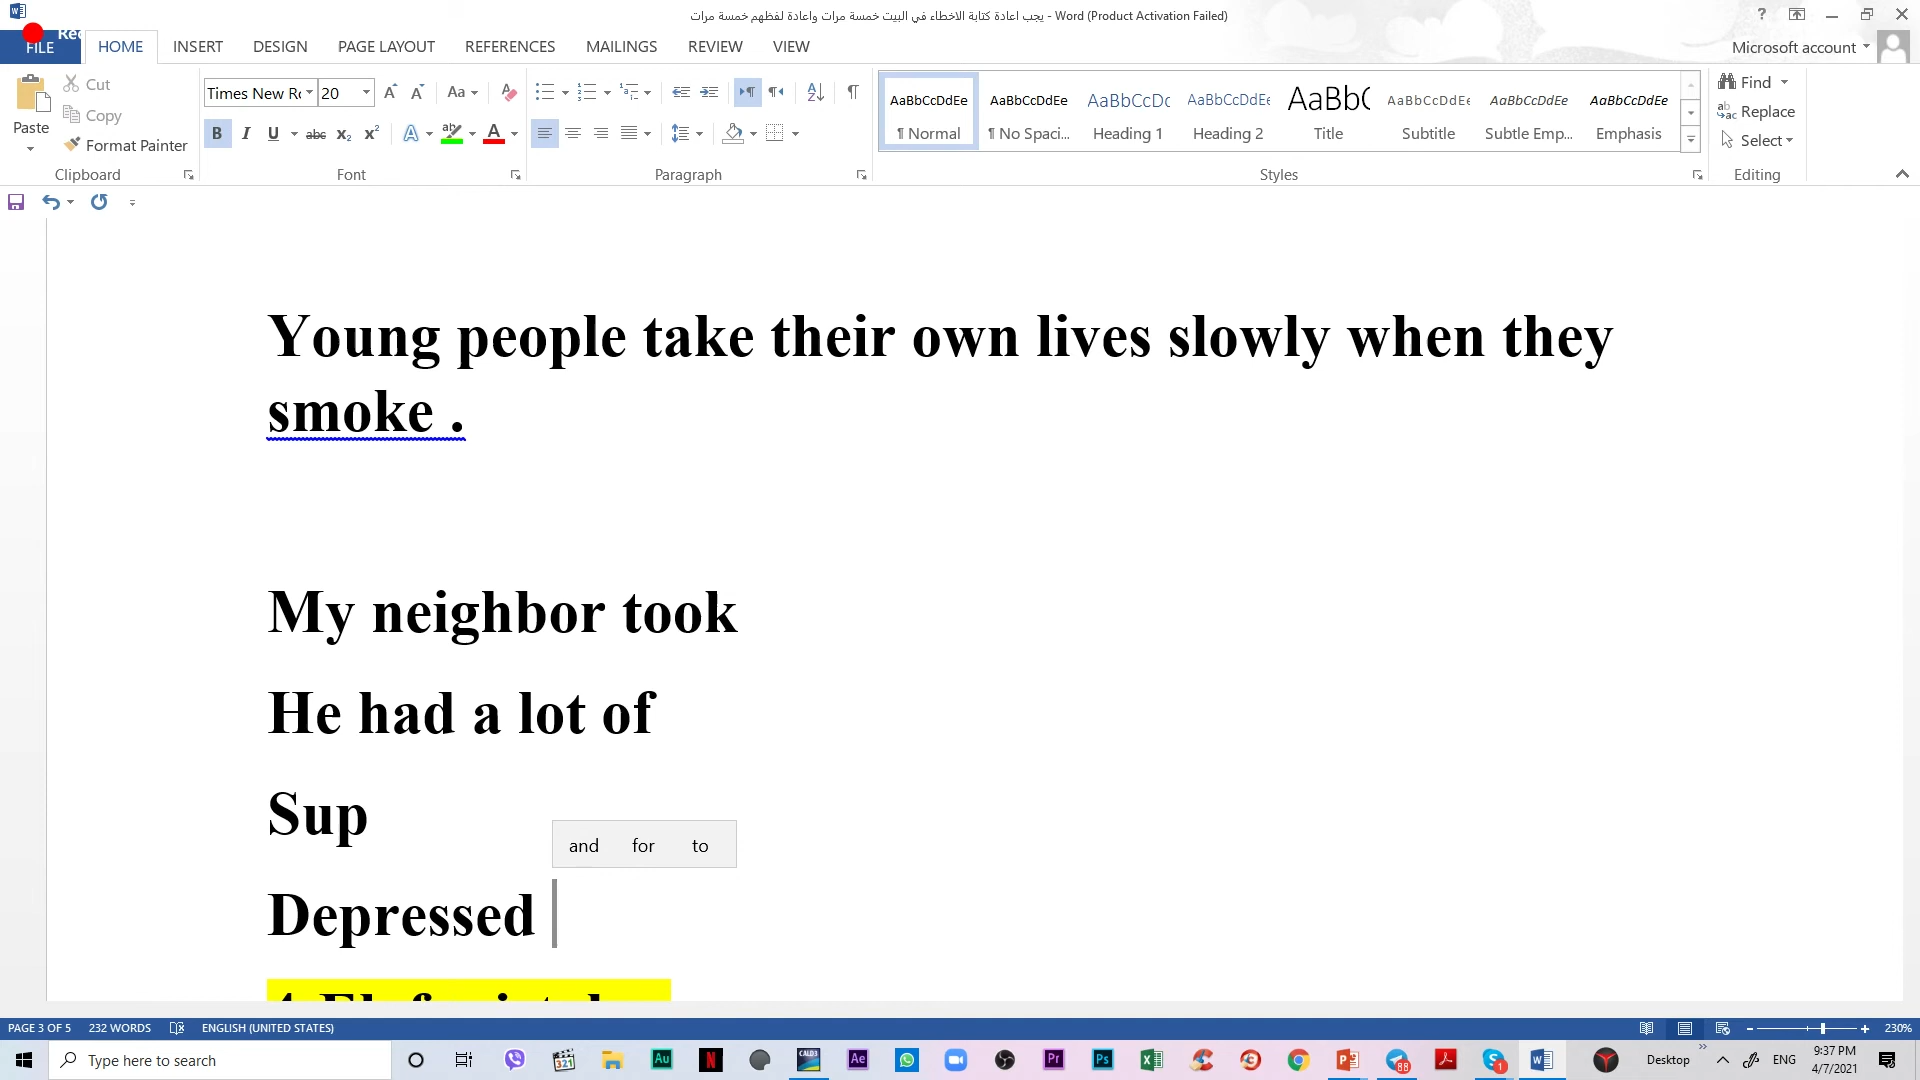 يجب اعادة كتابة الاخطاء في البيت خمسة مرات واعادة لفظهم خمسة مرات - Word (Product Activation Failed)
?
FILE
HOME
INSERT
DESIGN
PAGE LAYOUT
REFERENCES
MAILINGS
REVIEW
VIEW
Microsoft account
Paste
Cut
Copy
Format Painter
Clipboard
Times New Ro
20
Aa
B I U abc X₂ X²
Font
Paragraph
AaBbCcDdEe
¶ Normal
AaBbCcDdEe
¶ No Spaci...
AaBbCcDc
Heading 1
AaBbCcDdEe
Heading 2
AaBb(
Title
AaBbCcDdEe
Subtitle
AaBbCcDdEe
Subtle Emp...
AaBbCcDdEe
Emphasis
Styles
Find
Replace
Select
Editing
Young people take their own lives slowly when they
smoke .
My neighbor took
He had a lot of
Sup
and for to
Depressed
PAGE 3 OF 5
232 WORDS
ENGLISH (UNITED STATES)
230%
Type here to search
Desktop
ENG
9:37 PM
4/7/2021